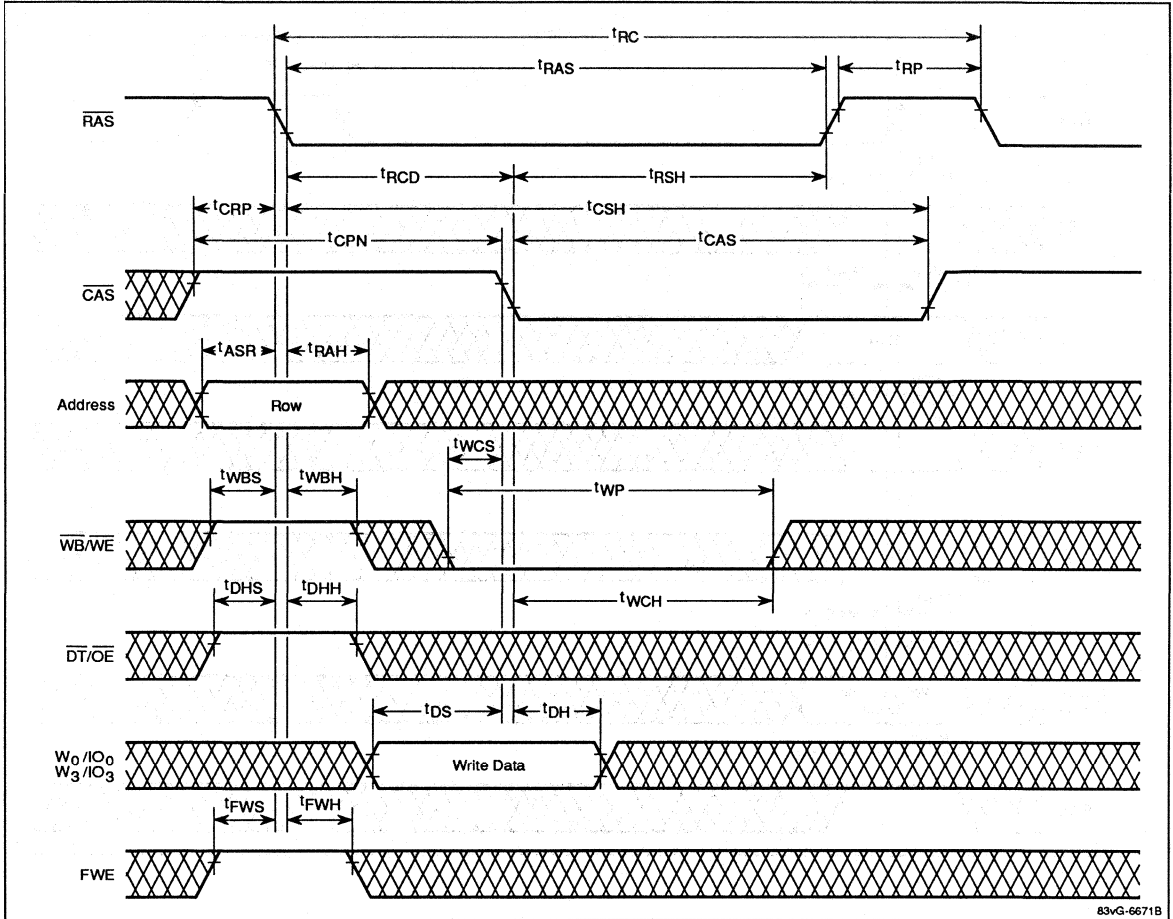 tRC
tRAS
tRP
RAS
tRCD
tRSH
tCRP
tCSH
tCPN
tCAS
CAS
tASR
tRAH
Address
Row
tWCS
tWBS
tWBH
tWP
WB/WE
tDHS
tDHH
tWCH
DT/OE
tDS
tDH
W0/IO0
W3/IO3
Write Data
tFWS
tFWH
FWE
83vG-6671B